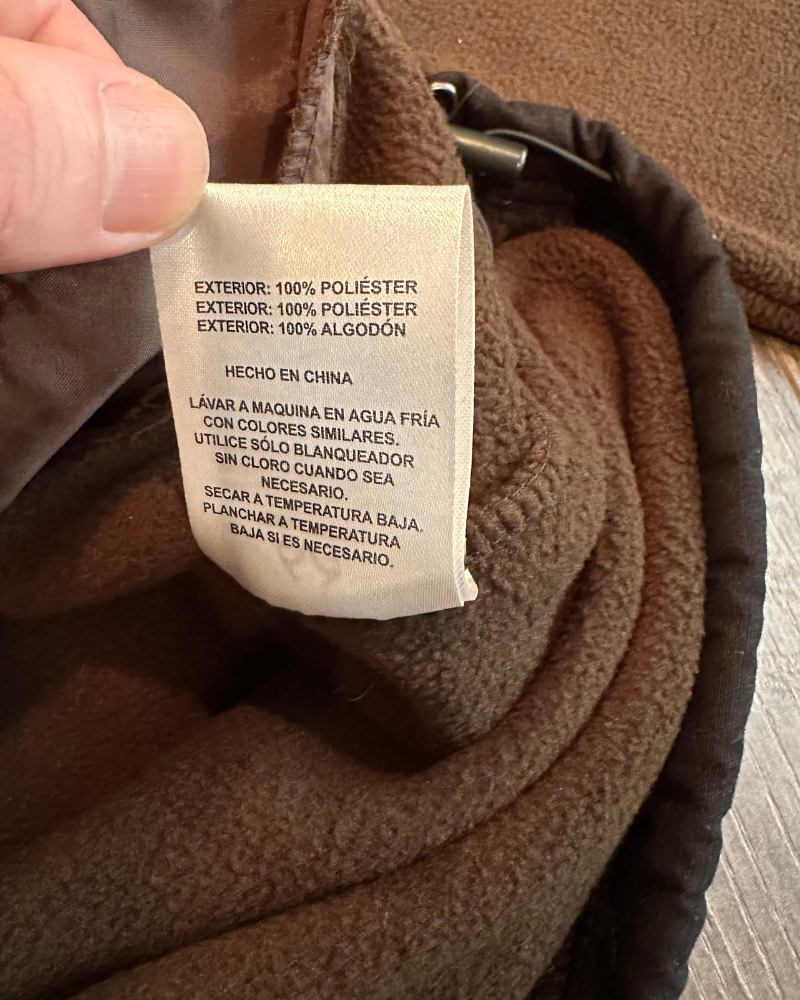 EXTERIOR: 100% POLIÉSTER
EXTERIOR: 100% POLIÉSTER
EXTERIOR: 100% ALGODÓN
HECHO EN CHINA
LÁVAR A MAQUINA EN AGUA FRÍA
CON COLORES SIMILARES.
UTILICE SÓLO BLANQUEADOR
SIN CLORO CUANDO SEA
NECESARIO.
SECAR A TEMPERATURA BAJA.
PLANCHAR A TEMPERATURA
BAJA SI ES NECESARIO.